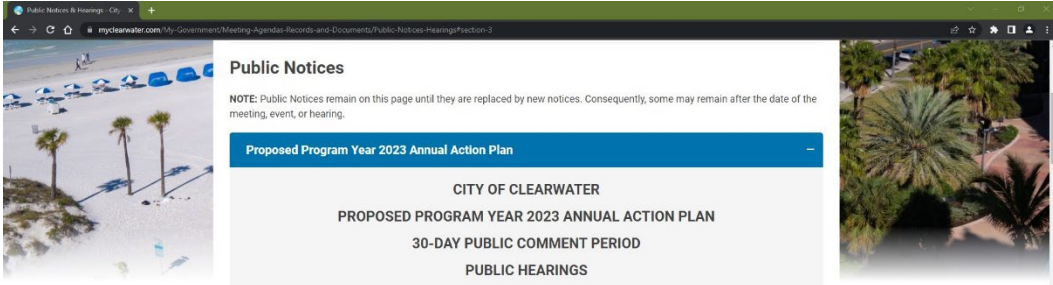 Public Notices & Hearings - City
myclearwater.com/My-Government/Meeting-Agendas-Records-and-Documents/Public-Notices-Hearings#section-3
Public Notices
NOTE: Public Notices remain on this page until they are replaced by new notices. Consequently, some may remain after the date of the
meeting, event, or hearing.
Proposed Program Year 2023 Annual Action Plan
CITY OF CLEARWATER
PROPOSED PROGRAM YEAR 2023 ANNUAL ACTION PLAN
30-DAY PUBLIC COMMENT PERIOD
PUBLIC HEARINGS